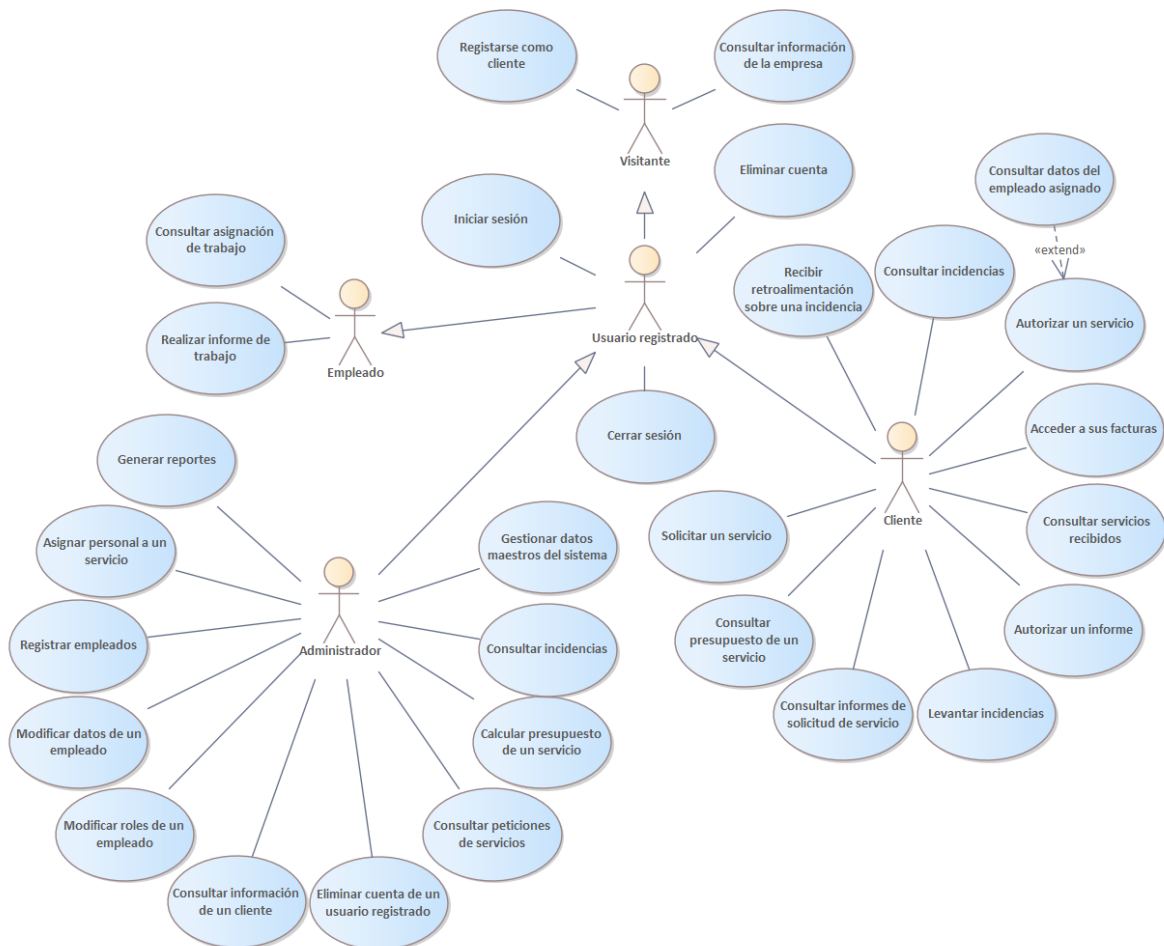 Registarse como
cliente
Consultar información
de la empresa
Visitante
Eliminar cuenta
Consultar datos del
empleado asignado
Iniciar sesión
Consultar asignación
de trabajo
«extend»
Recibir
retroalimentación
sobre una incidencia
Consultar incidencias
Autorizar un servicio
Usuario registrado
Realizar informe de
trabajo
Empleado
Cerrar sesión
Acceder a sus facturas
Generar reportes
Cliente
Consultar servicios
recibidos
Solicitar un servicio
Asignar personal a un
servicio
Gestionar datos
maestros del sistema
Registrar empleados
Administrador
Consultar incidencias
Consultar
presupuesto de un
servicio
Autorizar un informe
Modificar datos de un
empleado
Calcular presupuesto
de un servicio
Consultar informes de
solicitud de servicio
Levantar incidencias
Modificar roles de un
empleado
Consultar peticiones
de servicios
Consultar información
de un cliente
Eliminar cuenta de un
usuario registrado